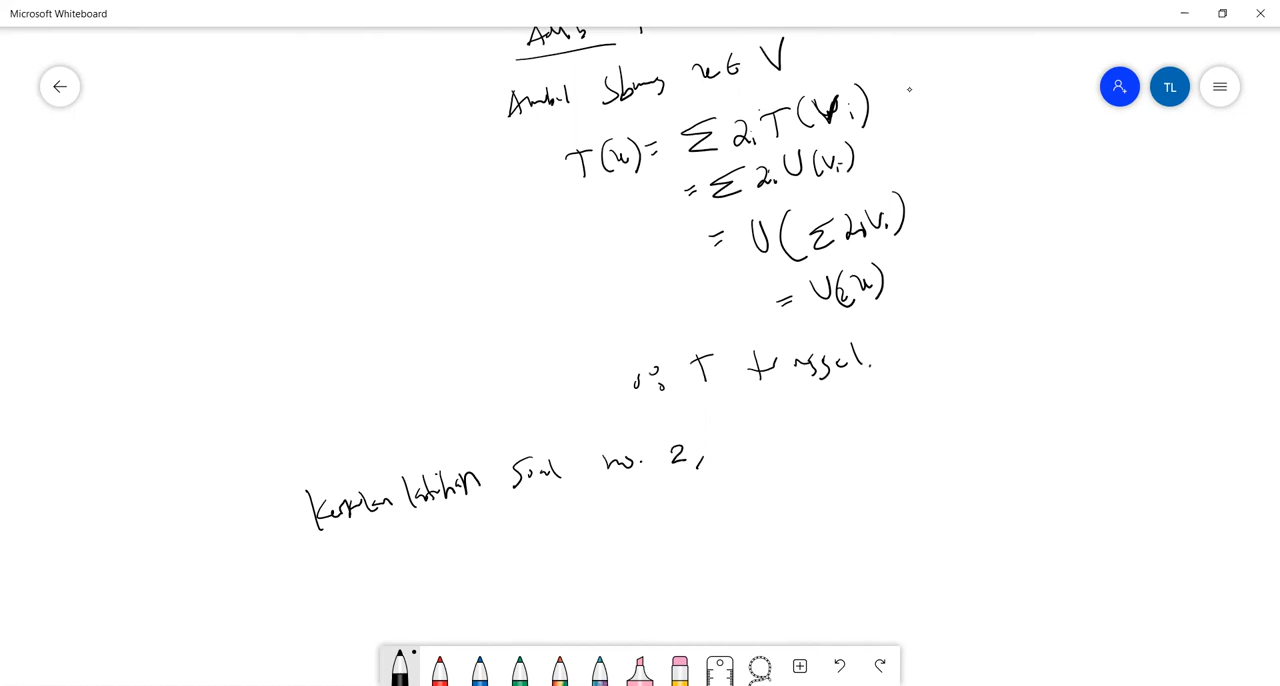 Microsoft Whiteboard
TL
Ambil Sbrng x ∈ V
T(x) = Σ αi T(vi)
= Σ αi U(vi)
= U(Σ αi vi)
= U(x)
∴ T tunggal.
Kerjakan latihan Soal no. 2,